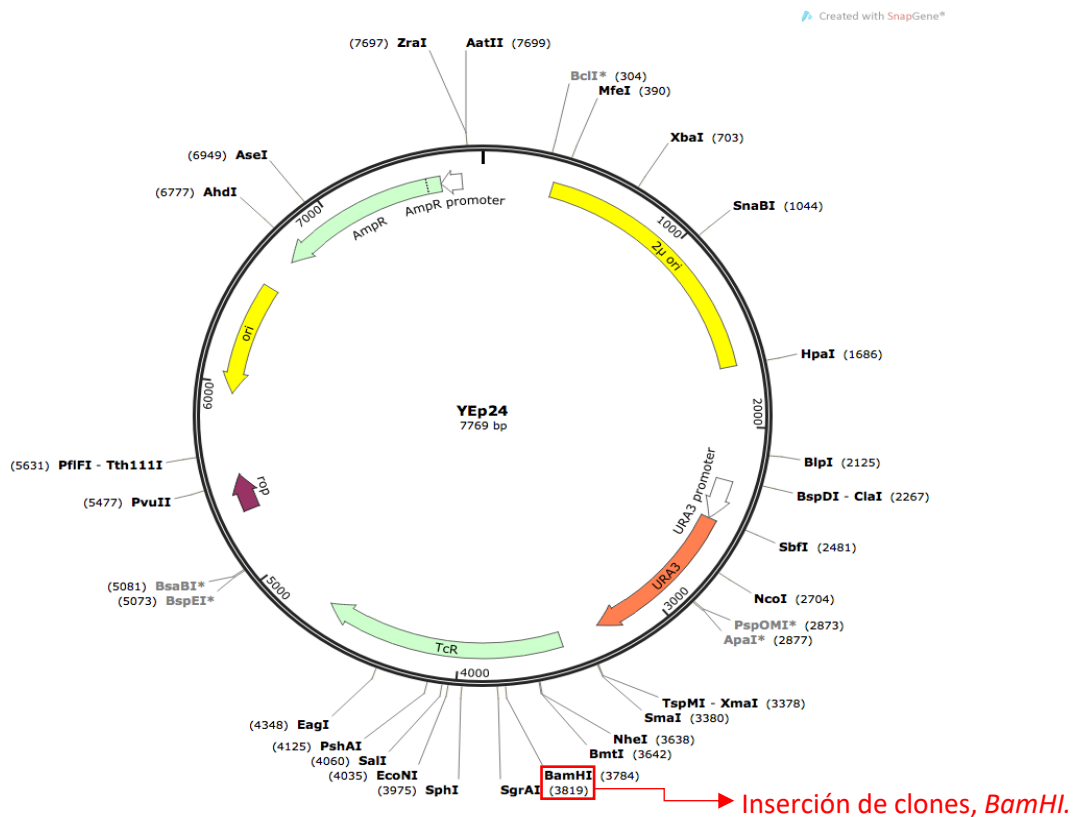 Created with SnapGene®
(7697) ZraI
AatII (7699)
BclI* (304)
MfeI (390)
XbaI (703)
(6949) AseI
(6777) AhdI
SnaBI (1044)
7000
AmpR
AmpR promoter
1000
2μ ori
ori
HpaI (1686)
6000
2000
YEp24
7769 bp
(5631) PflFI - Tth111I
BlpI (2125)
URA3 promoter
(5477) PvuII
rop
BspDI - ClaI (2267)
SbfI (2481)
URA3
(5081) BsaBI*
(5073) BspEI*
5000
3000
NcoI (2704)
PspOMI* (2873)
ApaI* (2877)
TcR
4000
TspMI - XmaI (3378)
SmaI (3380)
(4348) EagI
NheI (3638)
(4125) PshAI
BmtI (3642)
(4060) SalI
(4035) EcoNI
BamHI (3784)
(3975) SphI
SgrAI (3819)
Inserción de clones, BamHI.